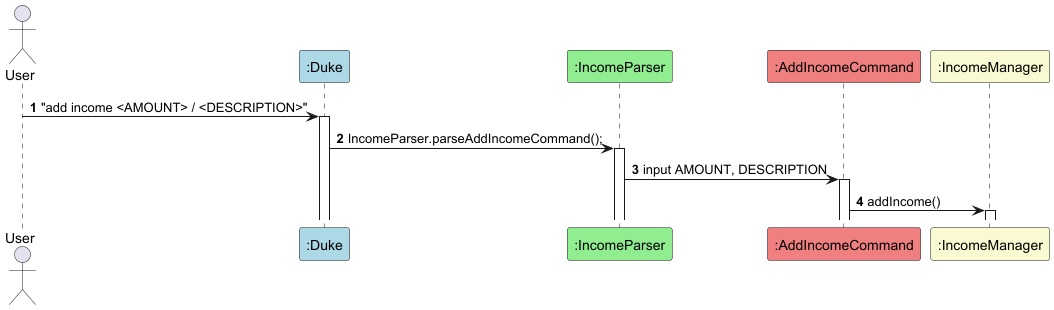 User
:Duke
:IncomeParser
:AddIncomeCommand
:IncomeManager
1 "add income <AMOUNT> / <DESCRIPTION>"
2 IncomeParser.parseAddIncomeCommand();
3 input AMOUNT, DESCRIPTION
4 addIncome()
User
:Duke
:IncomeParser
:AddIncomeCommand
:IncomeManager